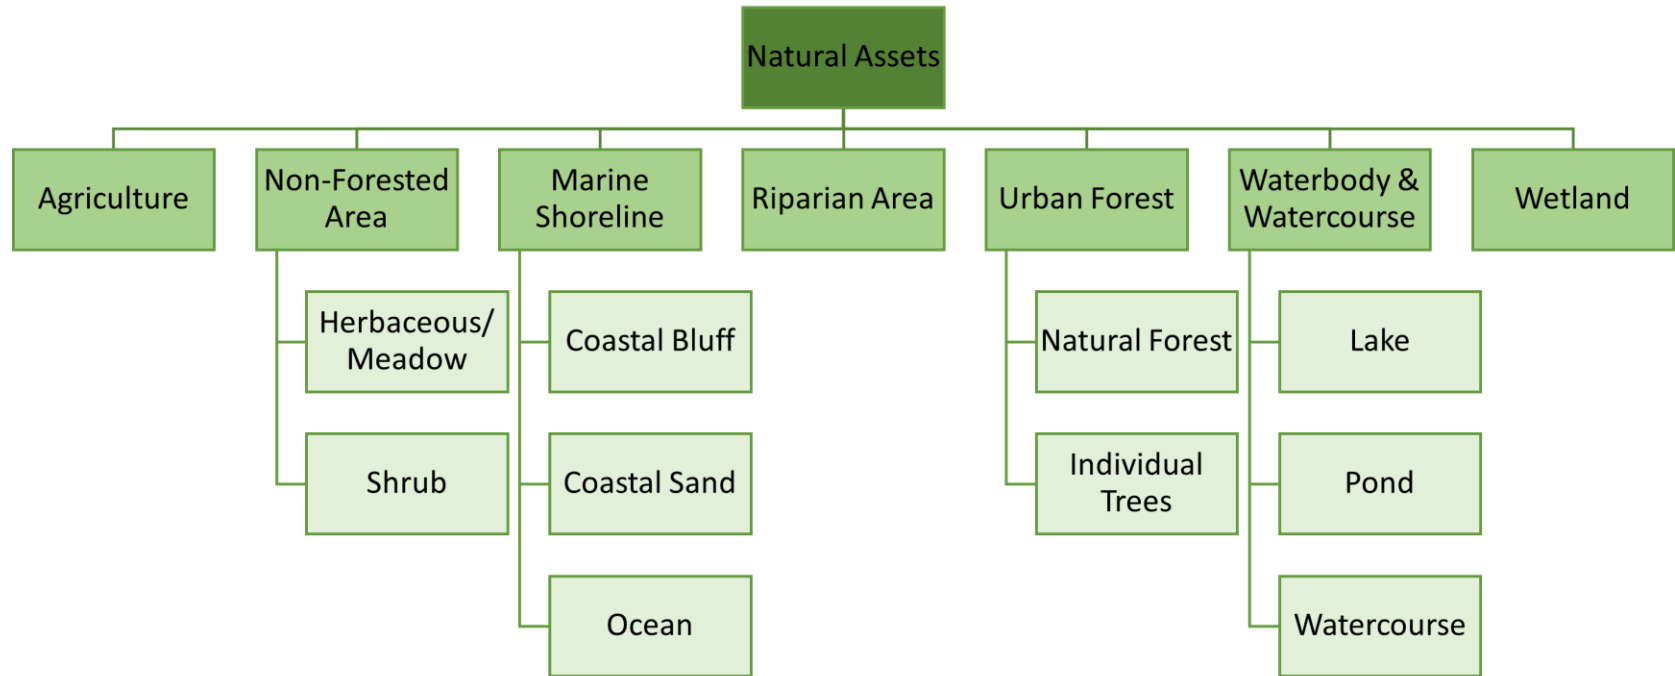 Natural Assets
Agriculture
Non-Forested
Area
Marine
Shoreline
Riparian Area
Urban Forest
Waterbody &
Watercourse
Wetland
Herbaceous/
Meadow
Shrub
Coastal Bluff
Coastal Sand
Ocean
Natural Forest
Individual
Trees
Lake
Pond
Watercourse